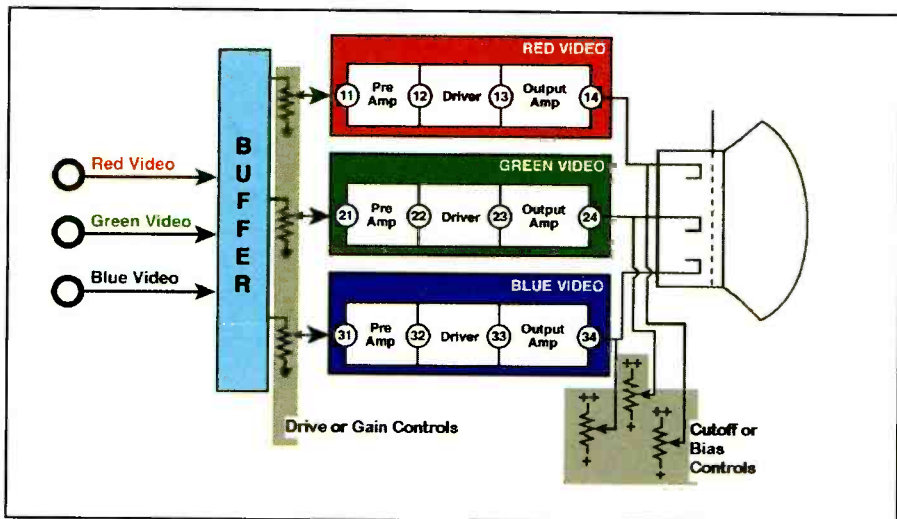 RED VIDEO
11
Pre
Amp
12
Driver
13
Output
Amp
14
GREEN VIDEO
21
Pre
Amp
22
Driver
23
Output
Amp
24
BLUE VIDEO
31
Pre
Amp
32
Driver
33
Output
Amp
34
Red Video
Green Video
Blue Video
BUFFER
Drive or Gain Controls
++
+
++
+
++
+
Cutoff or
Bias
Controls